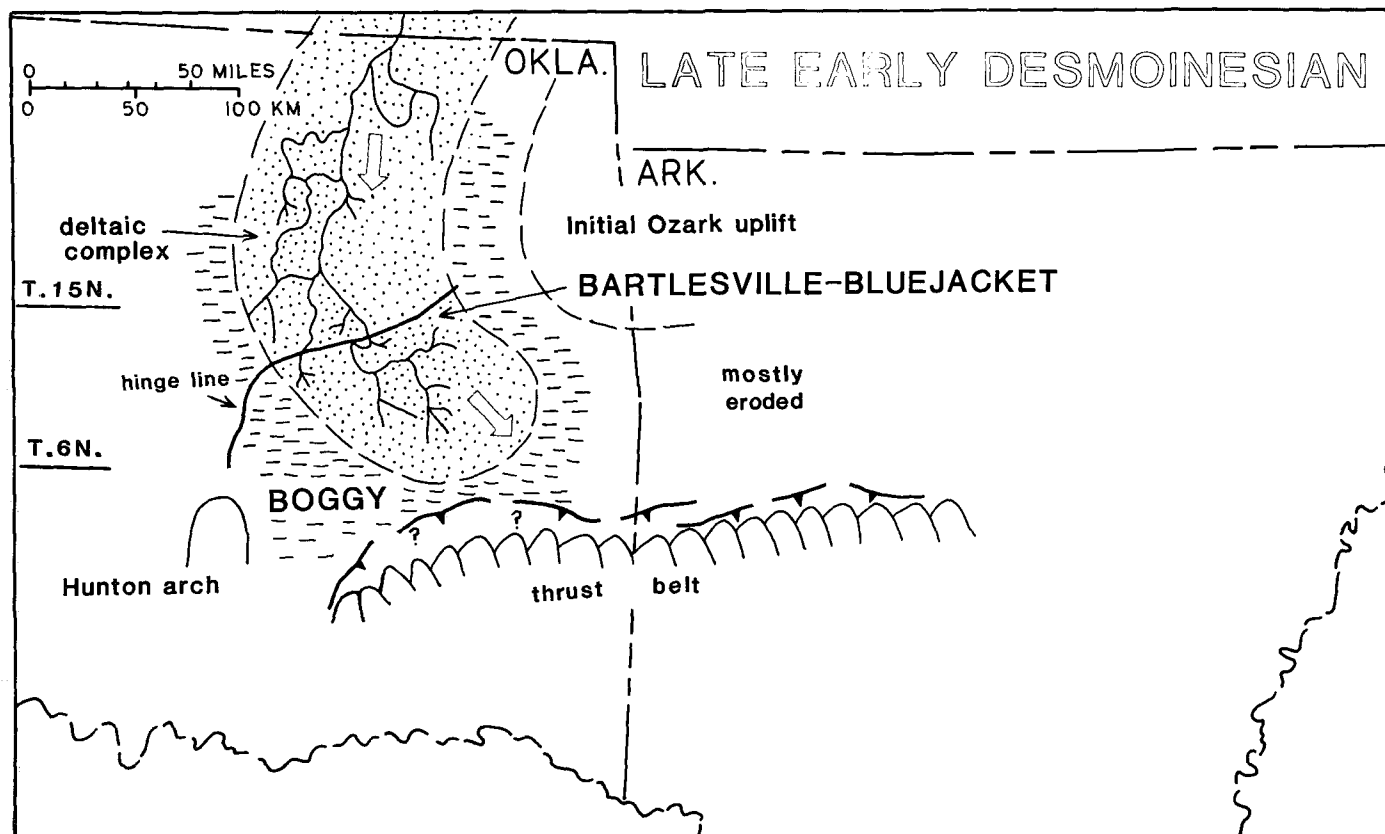 LATE EARLY DESMOINESIAN
OKLA.
0 50 MILES
0 50 100 KM
ARK.
deltaic
complex
Initial Ozark uplift
BARTLESVILLE-BLUEJACKET
T.15N.
hinge line
mostly
eroded
T.6N.
BOGGY
? ?
Hunton arch
thrust belt